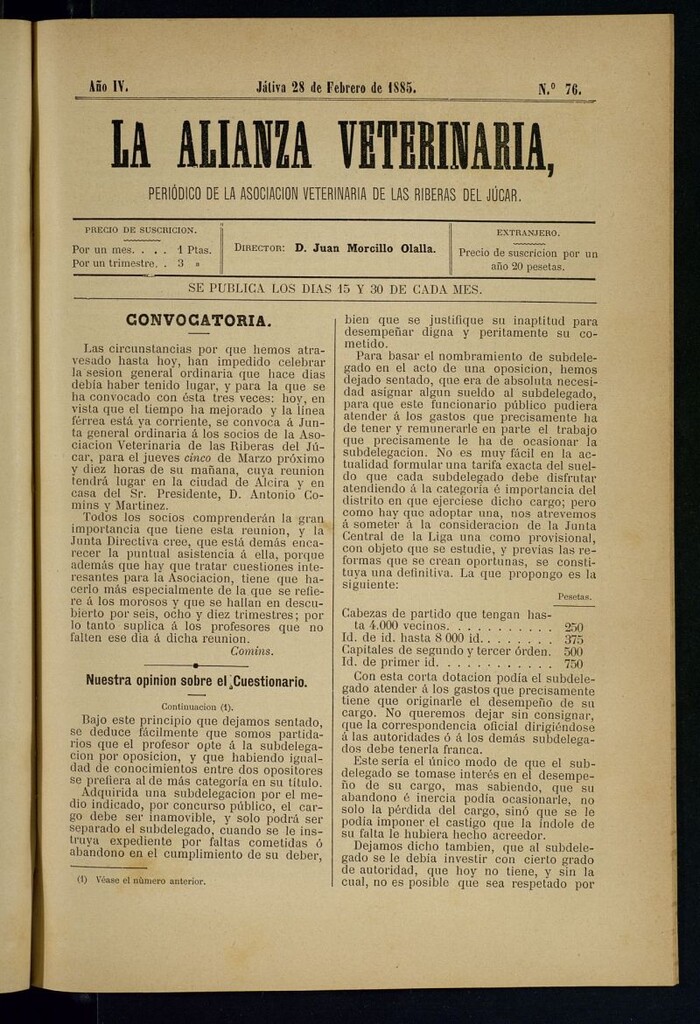 Año IV.
Játiva 28 de Febrero de 1885.
N.º 76.
LA ALIANZA VETERINARIA,
PERIÓDICO DE LA ASOCIACION VETERINARIA DE LAS RIBERAS DEL JÚCAR.
PRECIO DE SUSCRICION.
Por un mes. . . . 1 Ptas.
Por un trimestre. . 3 »
DIRECTOR: D. Juan Morcillo Olalla.
EXTRANJERO.
Precio de suscricion por un
año 20 pesetas.
SE PUBLICA LOS DIAS 15 Y 30 DE CADA MES.
CONVOCATORIA.
Las circunstancias por que hemos atra-
vesado hasta hoy, han impedido celebrar
la sesion general ordinaria que hace dias
debía haber tenido lugar, y para la que se
ha convocado con ésta tres veces: hoy, en
vista que el tiempo ha mejorado y la línea
férrea está ya corriente, se convoca á Jun-
ta general ordinaria á los socios de la Aso-
ciacion Veterinaria de las Riberas del Jú-
car, para el jueves cinco de Marzo próximo
y diez horas de su mañana, cuya reunion
tendrá lugar en la ciudad de Alcira y en
casa del Sr. Presidente, D. Antonio Co-
mins y Martinez.
Todos los socios comprenderán la gran
importancia que tiene esta reunion, y la
Junta Directiva cree, que está demás enca-
recer la puntual asistencia á ella, porque
además que hay que tratar cuestiones inte-
resantes para la Asociacion, tiene que ha-
cerlo más especialmente de la que se refie-
re á los morosos y que se hallan en descu-
bierto por seis, ocho y diez trimestres; por
lo tanto suplica á los profesores que no
falten ese dia á dicha reunion.
Comins.
Nuestra opinion sobre el Cuestionario.
Continuacion (1).
Bajo este principio que dejamos sentado,
se deduce fácilmente que somos partida-
rios que el profesor opte á la subdelega-
cion por oposicion, y que habiendo igual-
dad de conocimientos entre dos opositores
se prefiera al de más categoría en su título.
Adquirida una subdelegacion por el me-
dio indicado, por concurso público, el car-
go debe ser inamovible, y solo podrá ser
separado el subdelegado, cuando se le ins-
truya expediente por faltas cometidas ó
abandono en el cumplimiento de su deber,
(1) Véase el número anterior.
bien que se justifique su inaptitud para
desempeñar digna y peritamente su co-
metido.
Para basar el nombramiento de subdele-
gado en el acto de una oposicion, hemos
dejado sentado, que era de absoluta necesi-
dad asignar algun sueldo al subdelegado,
para que este funcionario público pudiera
atender á los gastos que precisamente ha
de tener y remunerarle en parte el trabajo
que precisamente le ha de ocasionar la
subdelegacion. No es muy fácil en la ac-
tualidad formular una tarifa exacta del suel-
do que cada subdelegado debe disfrutar
atendiendo á la categoría é importancia del
distrito en que ejerciese dicho cargo; pero
como hay que adoptar una, nos atrevemos
á someter á la consideracion de la Junta
Central de la Liga una como provisional,
con objeto que se estudie, y previas las re-
formas que se crean oportunas, se consti-
tuya una definitiva. La que propongo es la
siguiente:
Pesetas.
Cabezas de partido que tengan has-
ta 4.000 vecinos. . . . . . . . . . . 250
Id. de id. hasta 8 000 id. . . . . . . . 375
Capitales de segundo y tercer órden. 500
Id. de primer id. . . . . . . . . . . . 750
Con esta corta dotacion podía el subdele-
gado atender á los gastos que precisamente
tiene que originarle el desempeño de su
cargo. No queremos dejar sin consignar,
que la correspondencia oficial dirigiéndose
á las autoridades ó á los demás subdelega-
dos debe tenerla franca.
Este sería el único modo de que el sub-
delegado se tomase interés en el desempe-
ño de su cargo, mas sabiendo, que su
abandono é inercia podía ocasionarle, no
solo la pérdida del cargo, sinó que se le
podía imponer el castigo que la indole de
su falta le hubiera hecho acreedor.
Dejamos dicho tambien, que al subdele-
gado se le debía investir con cierto grado
de autoridad, que hoy no tiene, y sin la
cual, no es posible que sea respetado por